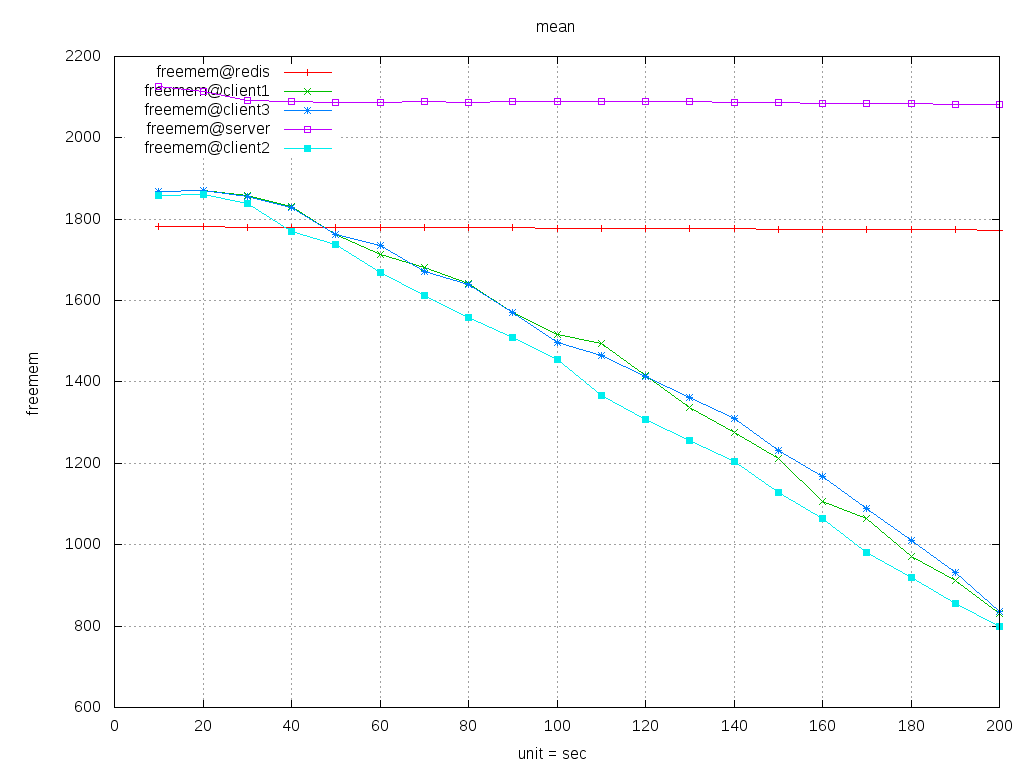 mean
2200
2000
1800
1600
1400
1200
1000
800
600
freemem
freemem@redis
freemem@client1
freemem@client3
freemem@server
freemem@client2
0 20 40 60 80 100 120 140 160 180 200
unit = sec